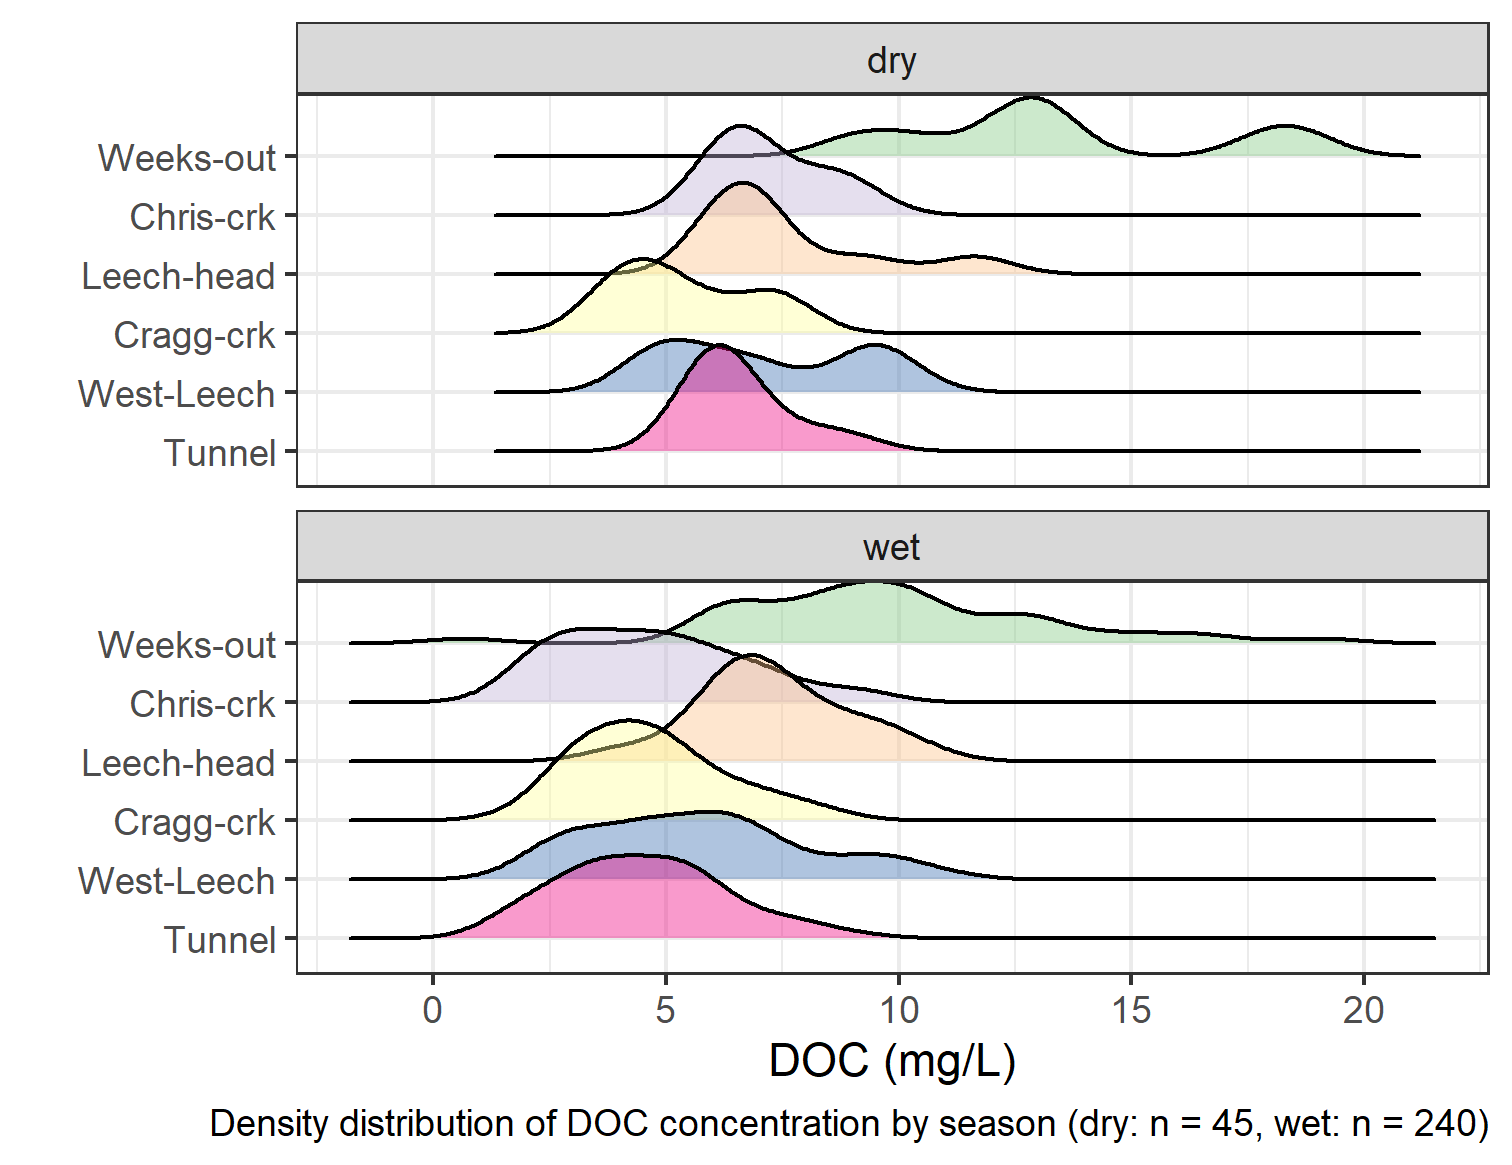 dry
Weeks-out
Chris-crk
Leech-head
Cragg-crk
West-Leech
Tunnel
wet
Weeks-out
Chris-crk
Leech-head
Cragg-crk
West-Leech
Tunnel
0 5 10 15 20
DOC (mg/L)
Density distribution of DOC concentration by season (dry: n = 45, wet: n = 240)